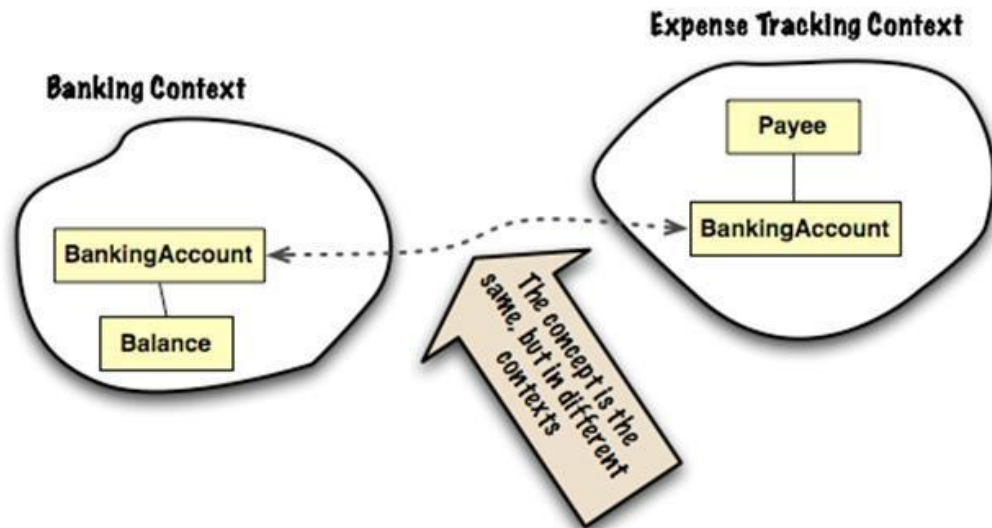 Expense Tracking Context
Banking Context
Payee
BankingAccount
BankingAccount
Balance
The concept is the
same, but in different
contexts